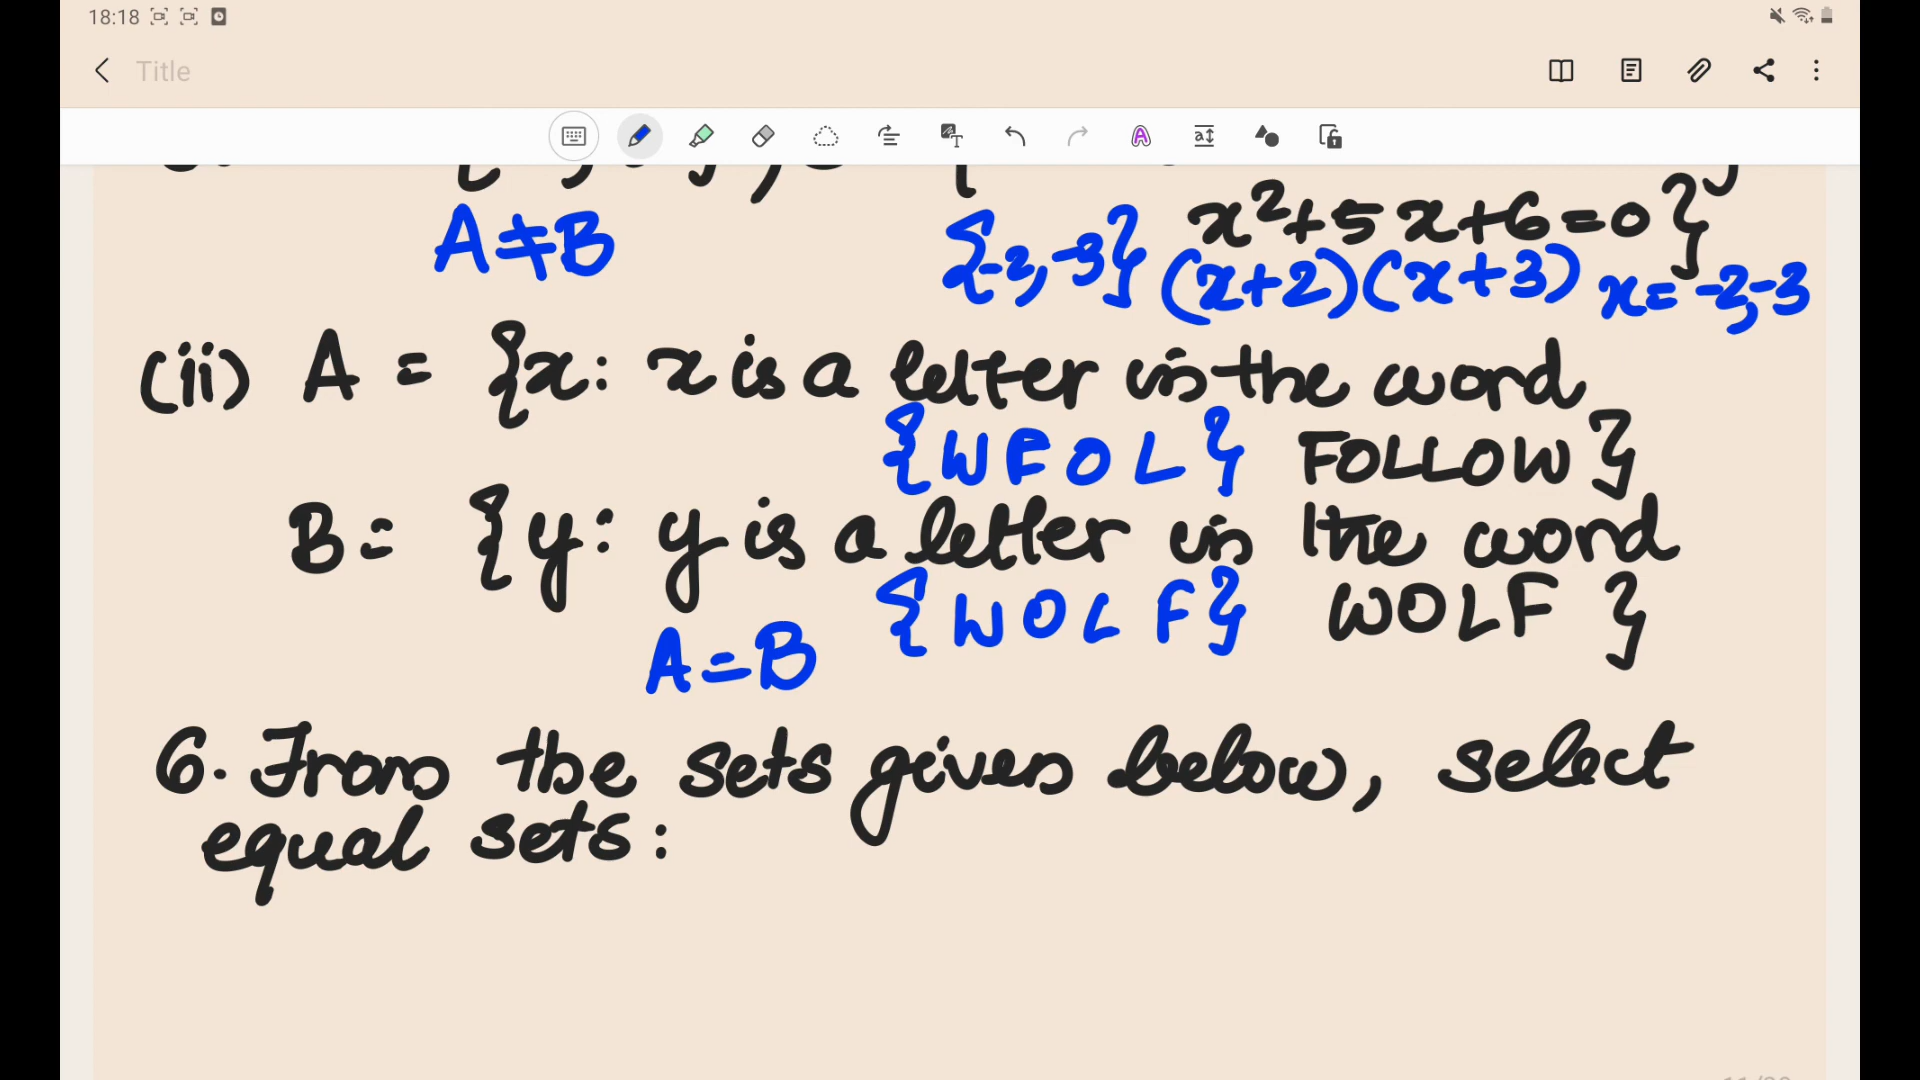 18:18
Title
x²+5x+6=0}
A≠B {-2,-3} (x+2)(x+3) x=-2,-3
(ii) A = {x: x is a letter in the word
{W F O L} FOLLOW}
B = {y: y is a letter in the word
{W O L F} WOLF}
A=B
6. From the sets given below, select
equal sets: